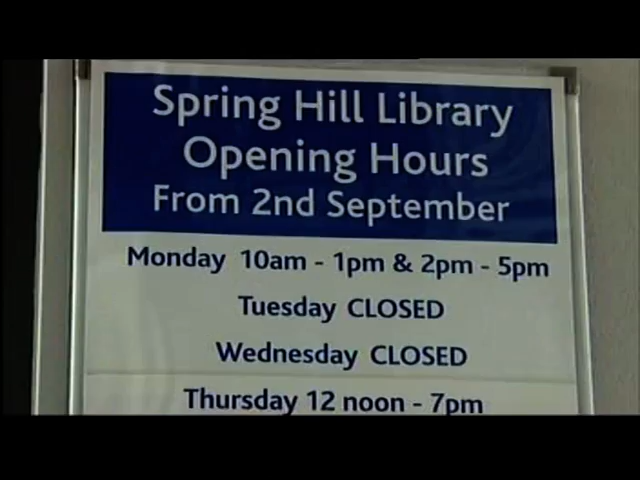 Spring Hill Library
Opening Hours
From 2nd September
Monday 10am - 1pm & 2pm - 5pm
Tuesday CLOSED
Wednesday CLOSED
Thursday 12 noon - 7pm